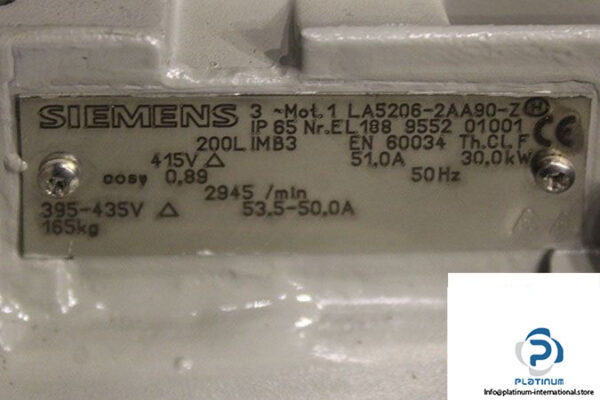 SIEMENS 3 ~Mot. 1 LA5206-2AA90-Z H
IP 65 Nr. EL188 9552 01001 CE
200L IMB3 EN 60034 Th.Cl. F
415V △ 51.0A 30.0kW
cosφ 0,89 50Hz
2945 /min
395-435V △ 53,5-50,0A
165kg
PLATINUM
info@platinum-international.store